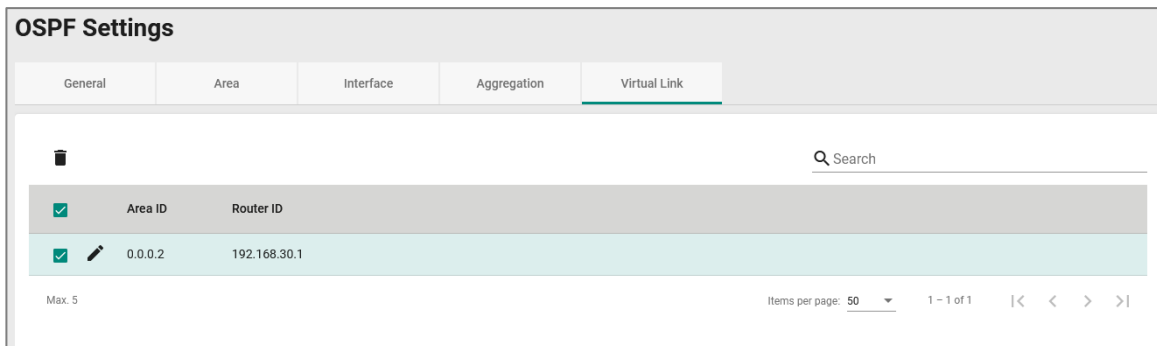 OSPF Settings
General Area Interface Aggregation Virtual Link
Search
Area ID Router ID
0.0.0.2 192.168.30.1
Max. 5 Items per page: 50 1 – 1 of 1